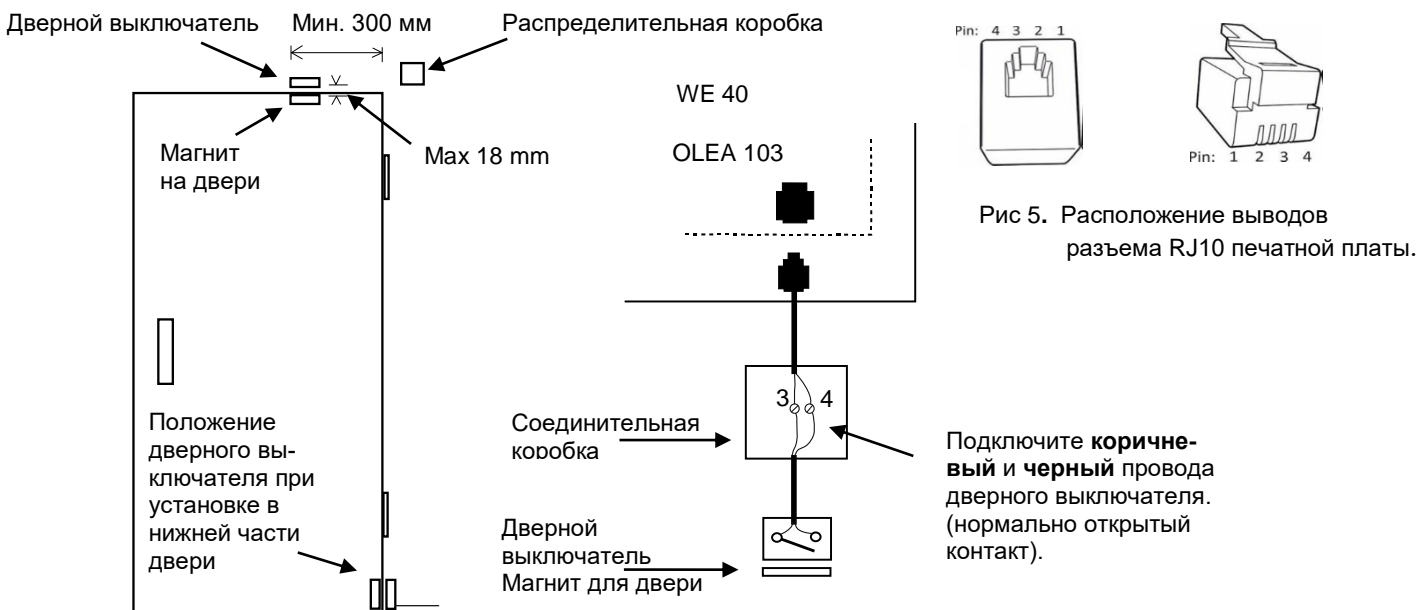 Дверной выключатель
Мин. 300 мм
Распределительная коробка
Магнит
на двери
Max 18 mm
Положение
дверного вы-
ключателя при
установке в
нижней части
двери
WE 40
OLEA 103
3 4
Соединительная
коробка
Дверной
выключатель
Магнит для двери
Подключите коричне-
вый и черный провода
дверного выключателя.
(нормально открытый
контакт).
Pin: 4 3 2 1
Pin: 1 2 3 4
Рис 5. Расположение выводов
разъема RJ10 печатной платы.